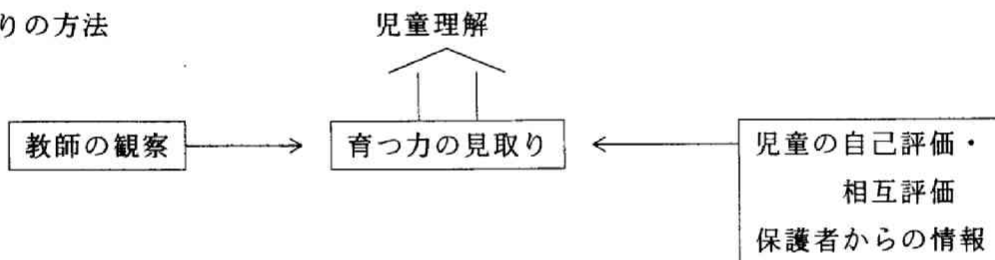 りの方法
児童理解
教師の観察
育つ力の見取り
児童の自己評価・
相互評価
保護者からの情報